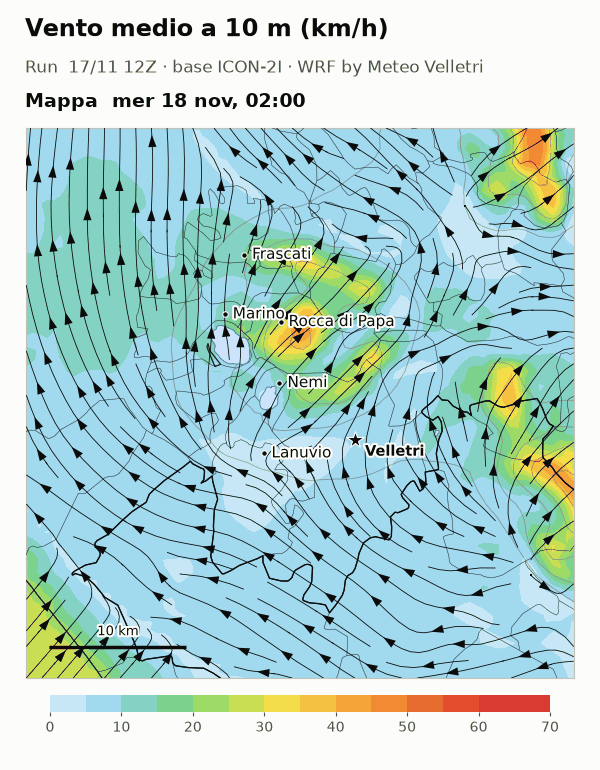 Vento medio a 10 m (km/h)
Run  17/11 12Z · base ICON-2I · WRF by Meteo Velletri
Mappa  mer 18 nov, 02:00
Frascati
Marino
Rocca di Papa
Nemi
Velletri
Lanuvio
10 km
0 10 20 30 40 50 60 70